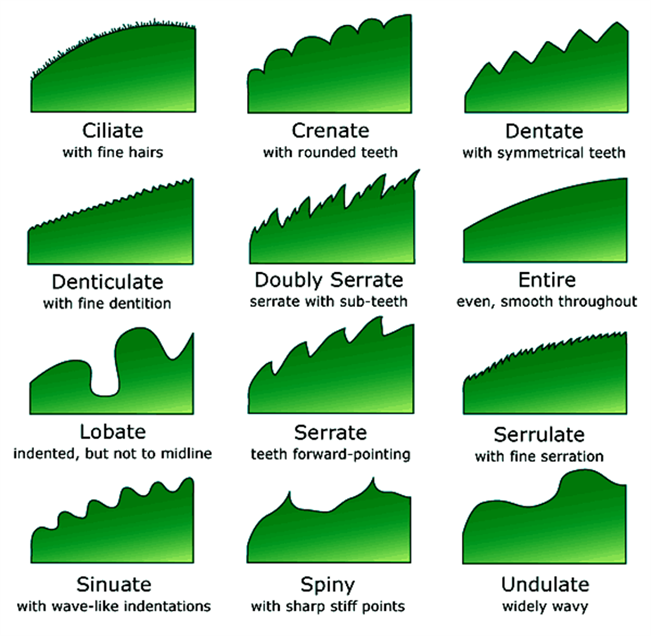 Ciliate
with fine hairs
Crenate
with rounded teeth
Dentate
with symmetrical teeth
Denticulate
with fine dentition
Doubly Serrate
serrate with sub-teeth
Entire
even, smooth throughout
Lobate
indented, but not to midline
Serrate
teeth forward-pointing
Serrulate
with fine serration
Sinuate
with wave-like indentations
Spiny
with sharp stiff points
Undulate
widely wavy